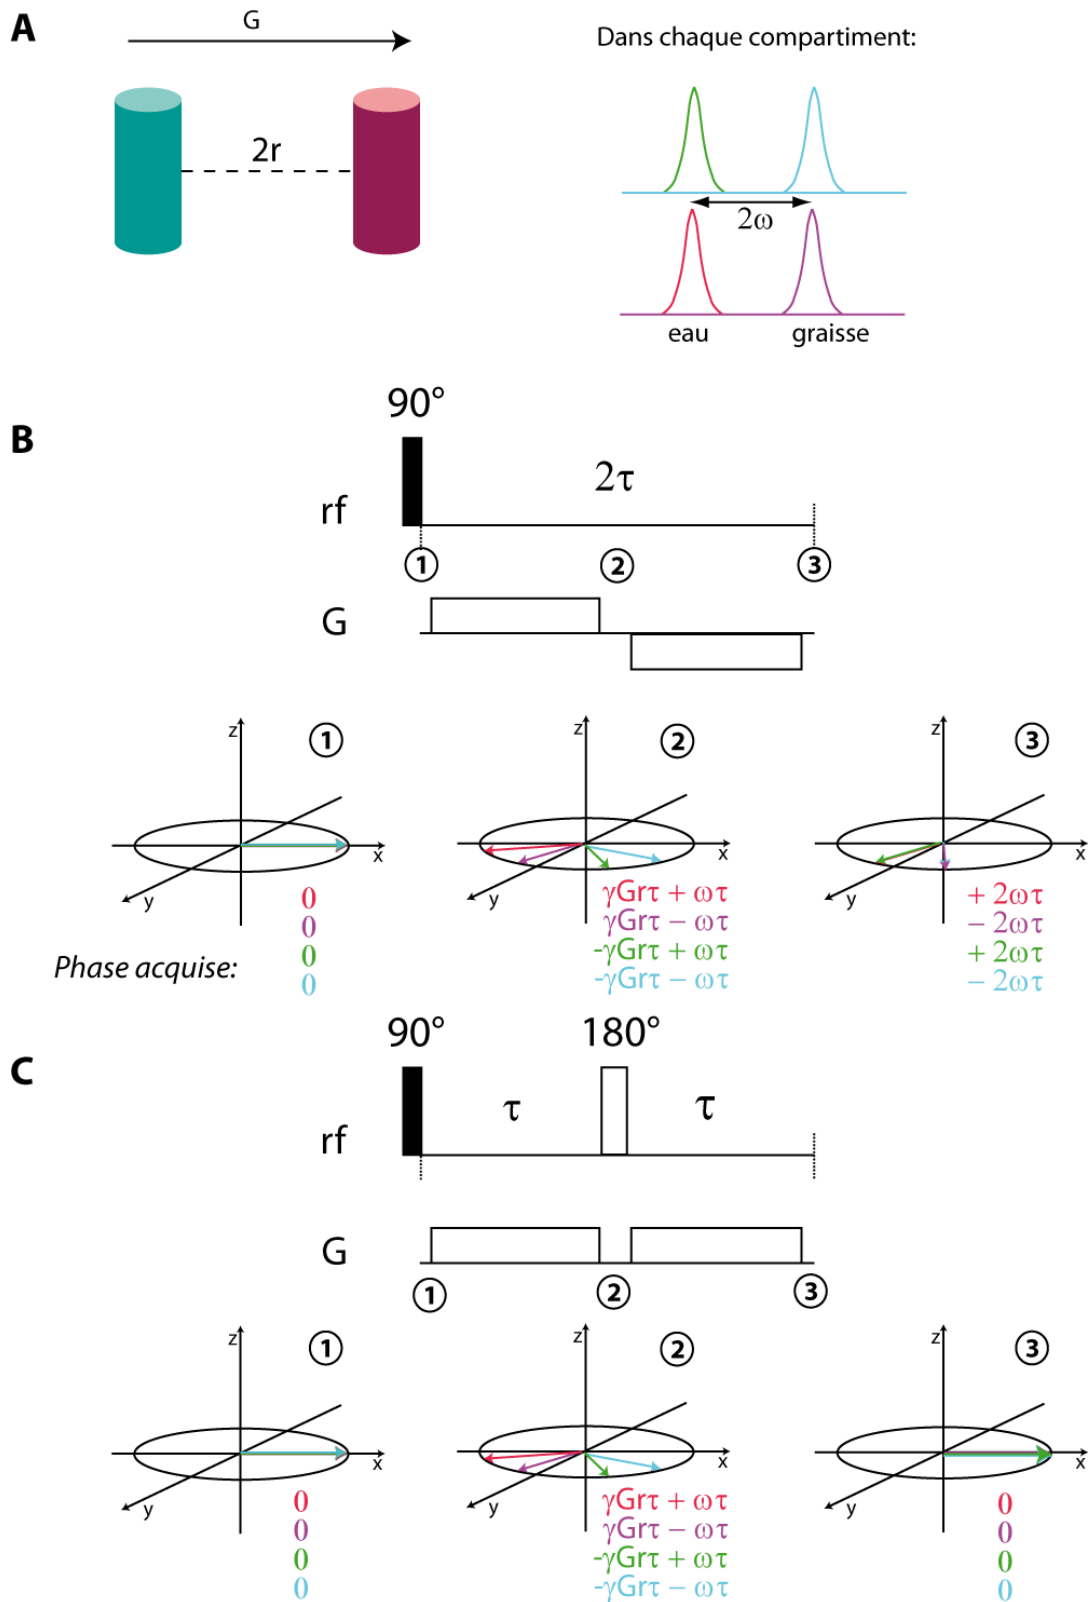 A
G
2r
Dans chaque compartiment:
2ω
eau
graisse
B
90°
2τ
rf
1
2
3
G
1
2
3
z
x
y
z
x
y
z
x
y
Phase acquise:
0
0
0
0
γGrτ + ωτ
γGrτ − ωτ
-γGrτ + ωτ
-γGrτ − ωτ
+ 2ωτ
− 2ωτ
+ 2ωτ
− 2ωτ
C
90°
180°
τ
τ
rf
G
1
2
3
1
2
3
z
x
y
z
x
y
z
x
y
0
0
0
0
γGrτ + ωτ
γGrτ − ωτ
-γGrτ + ωτ
-γGrτ − ωτ
0
0
0
0